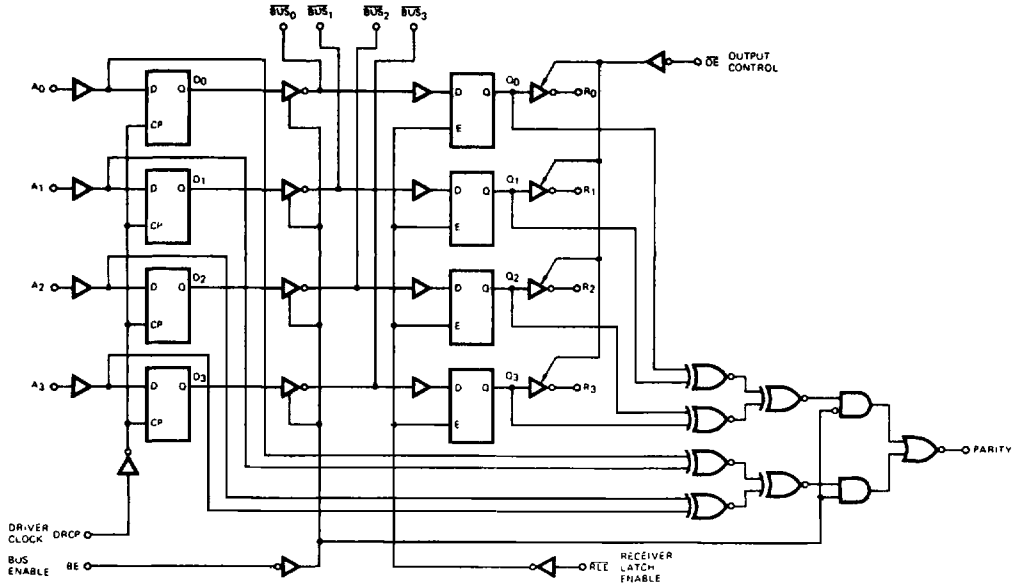 BUS0 BUS1 BUS2 BUS3
A0 D Q D0 D Q Q0 R0 OE OUTPUT
CONTROL
CP E
A1 D Q D1 D Q Q1 R1
CP E
A2 D Q D2 D Q Q2 R2
CP E
A3 D Q D3 D Q Q3 R3
CP E
PARITY
DRIVER
CLOCK DRCP
BUS
ENABLE BE
RLE RECEIVER
LATCH
ENABLE